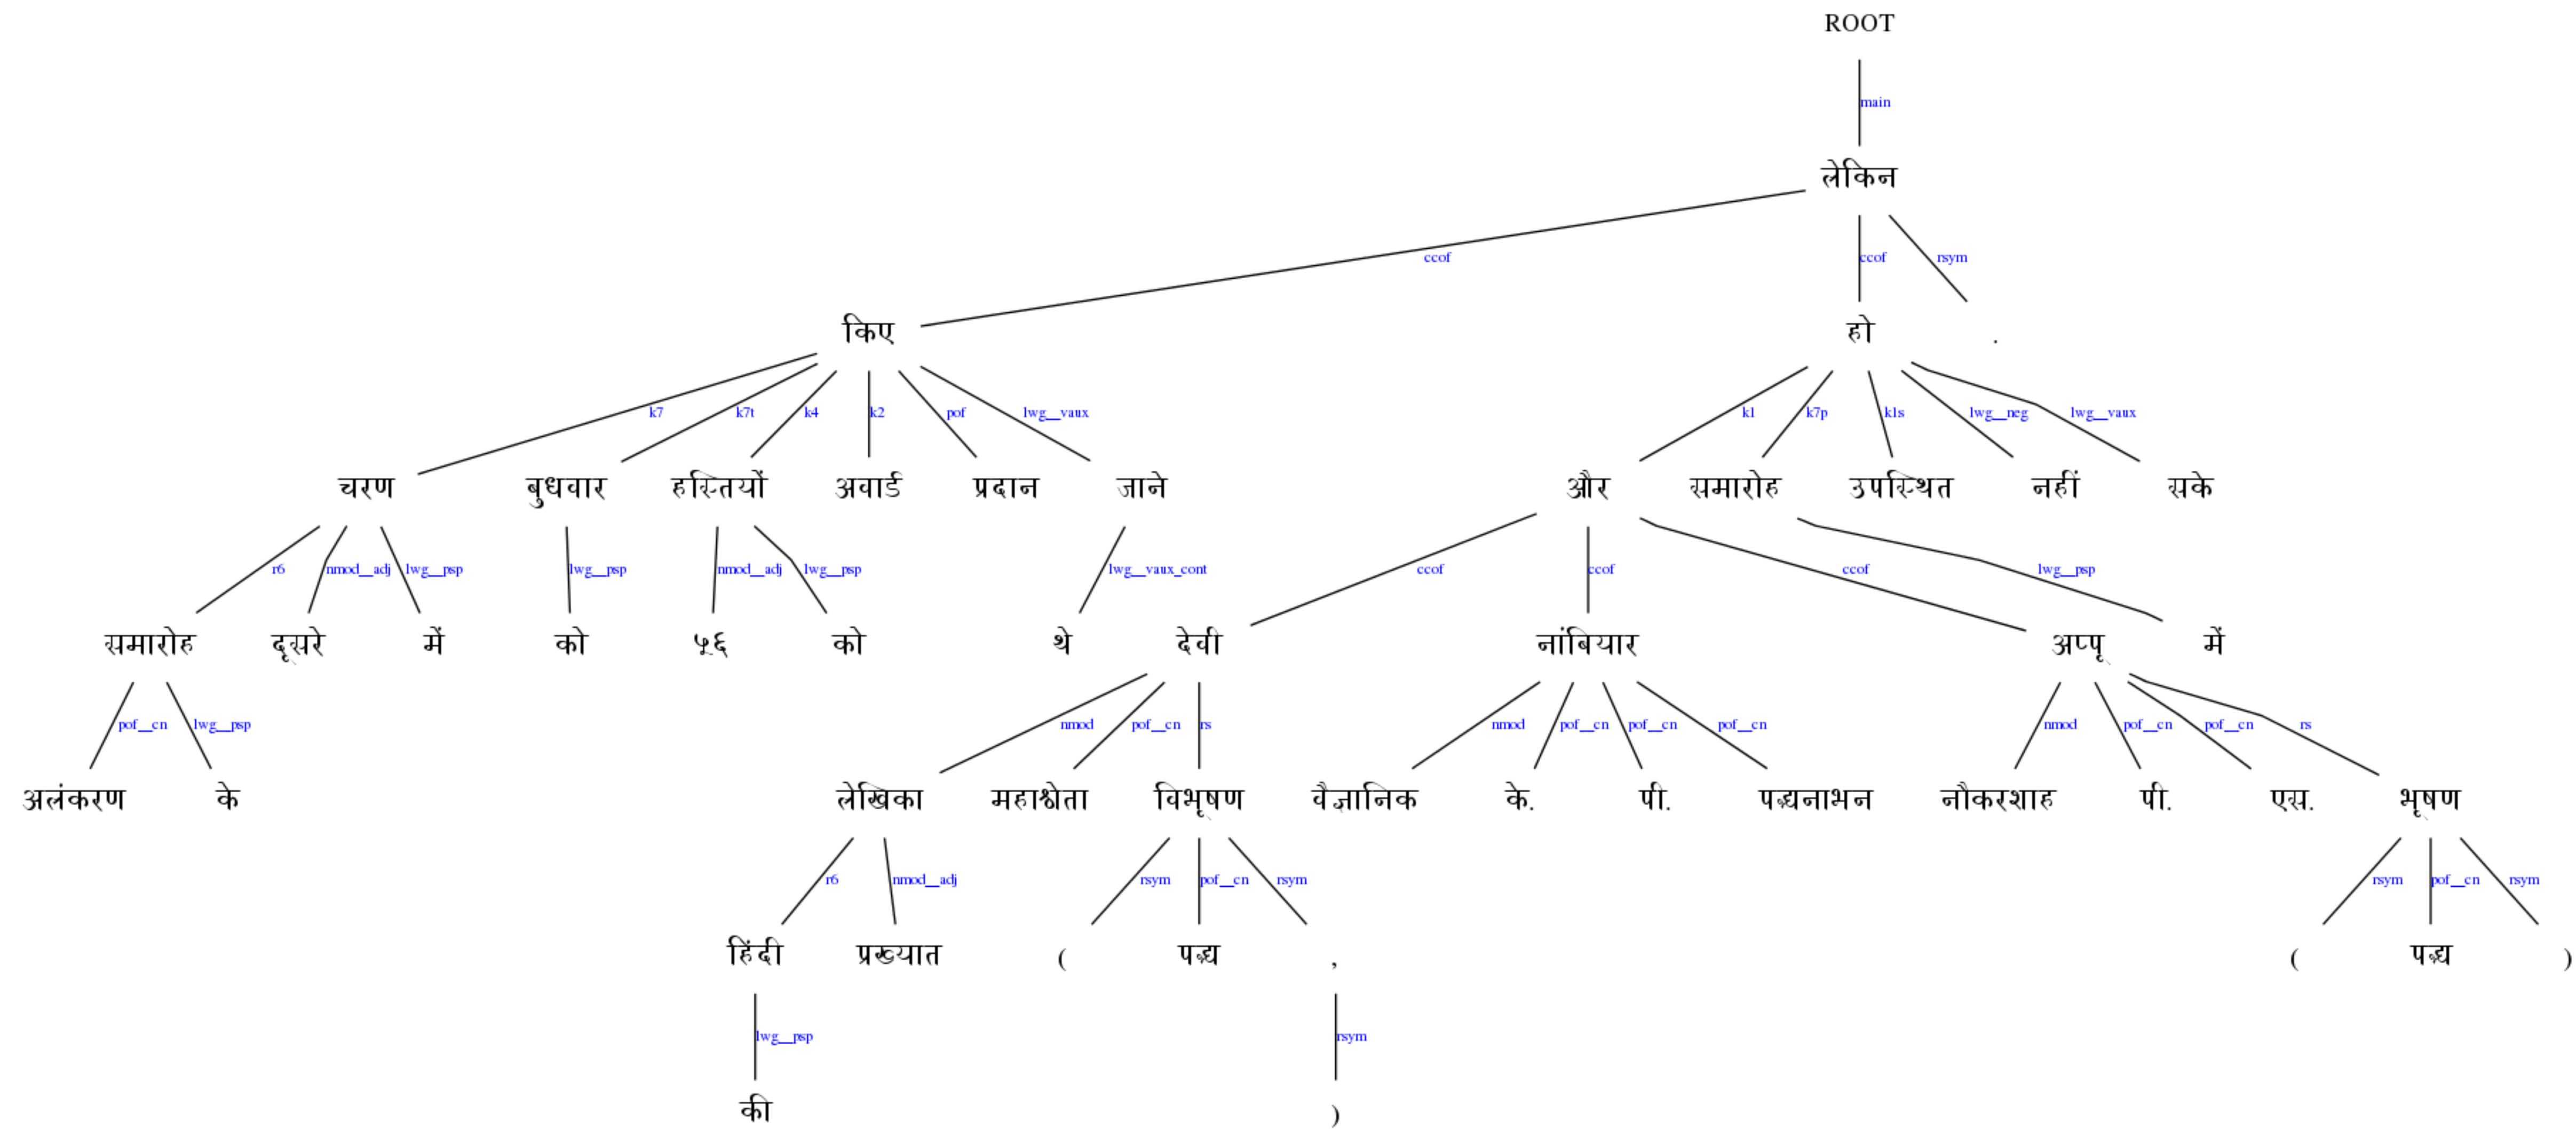 ROOT
main
लेकिन
ccof ccof rsym
किए हो .
k7 k7t k4 k2 pof lwg__vaux k1 k7p k1s lwg__neg lwg__vaux
चरण बुधवार हस्तियों अवार्ड प्रदान जाने और समारोह उपस्थित नहीं सके
r6 nmod__adj lwg__psp lwg__psp nmod__adj lwg__psp lwg__vaux_cont ccof ccof ccof lwg__psp
समारोह दूसरे में को ५६ को थे देवी नांबियार अप्पू में
pof__cn lwg__psp nmod pof__cn rs nmod pof__cn pof__cn pof__cn nmod pof__cn pof__cn rs
अलंकरण के लेखिका महाश्वेता विभूषण वैज्ञानिक के. पी. पद्मनाभन नौकरशाह पी. एस. भूषण
r6 nmod__adj rsym pof__cn rsym rsym pof__cn rsym
हिंदी प्रख्यात ( पद्म , ( पद्म )
lwg__psp rsym
की )